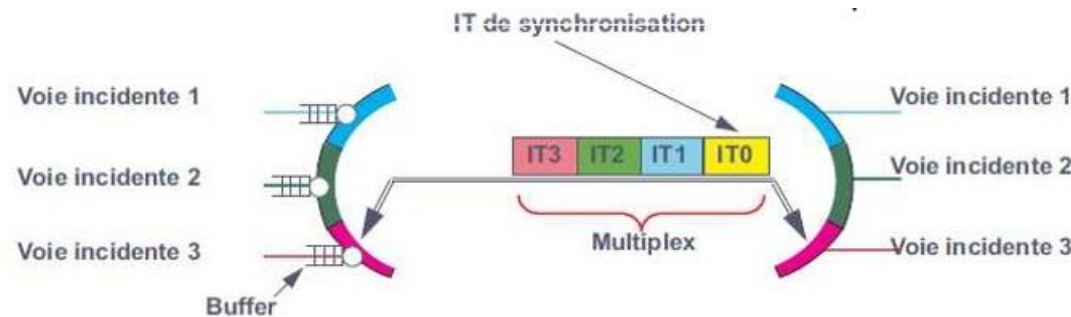 IT de synchronisation
Voie incidente 1
Voie incidente 1
IT3 IT2 IT1 IT0
Voie incidente 2
Voie incidente 2
Multiplex
Voie incidente 3
Voie incidente 3
Buffer